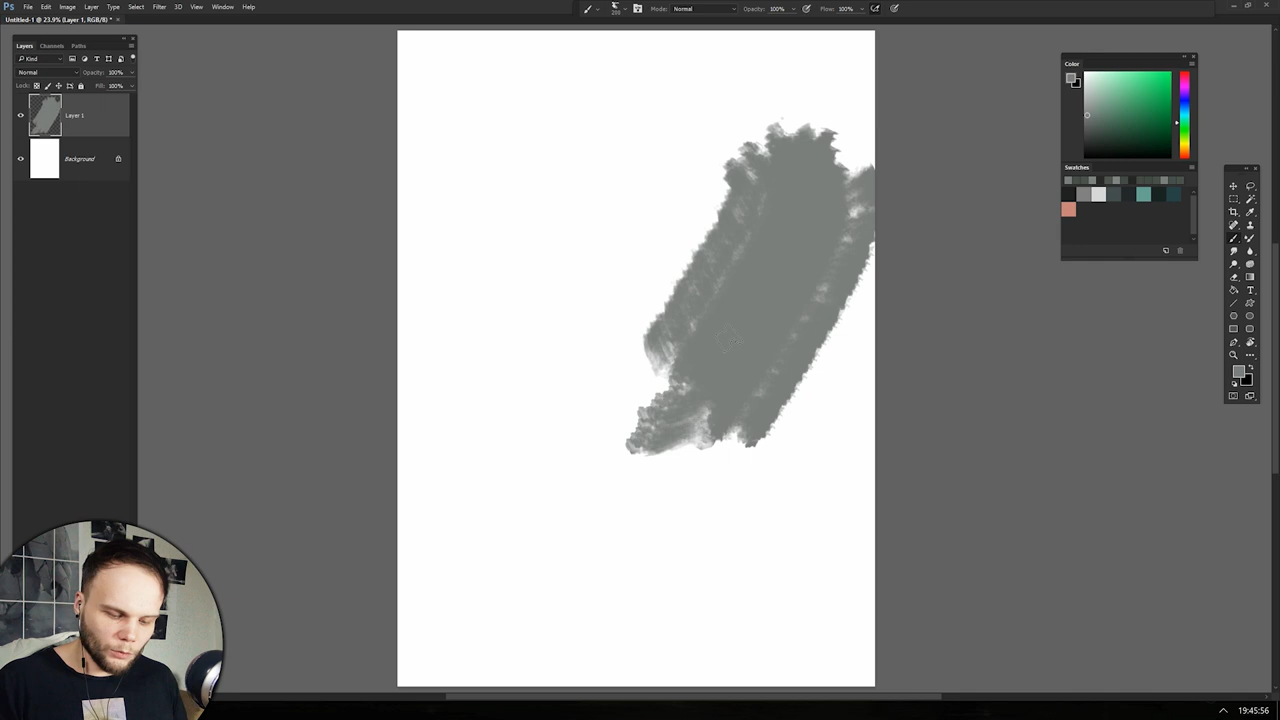 Ps File Edit Image Layer Type Select Filter 3D View Window Help
200 Mode: Normal Opacity: 100% Flow: 100%
Untitled-1 @ 23.9% (Layer 1, RGB/8) * ×
Layers Channels Paths
Kind
Normal Opacity: 100%
Lock: Fill: 100%
Layer 1
Background
Color
Swatches
19:45:56